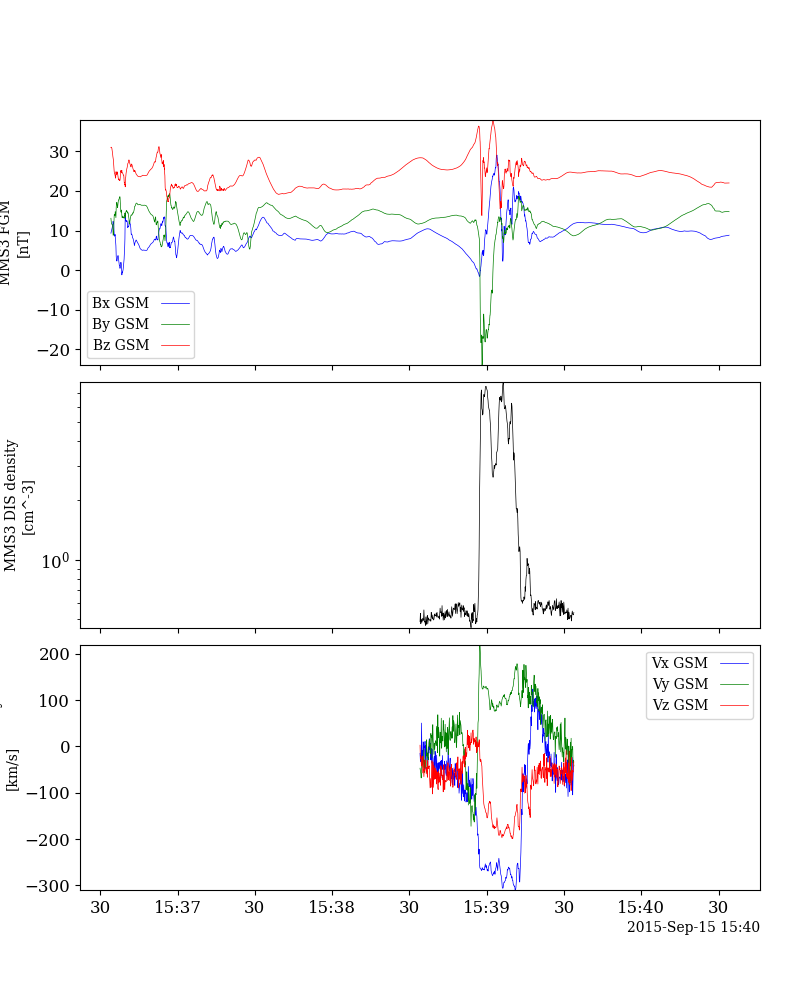 MMS3 FGM
[nT]
30
20
10
0
−10
−20
Bx GSM
By GSM
Bz GSM
MMS3 DIS density
[cm^-3]
10^0
[km/s]
200
100
0
−100
−200
−300
Vx GSM
Vy GSM
Vz GSM
30 15:37 30 15:38 30 15:39 30 15:40 30
2015-Sep-15 15:40